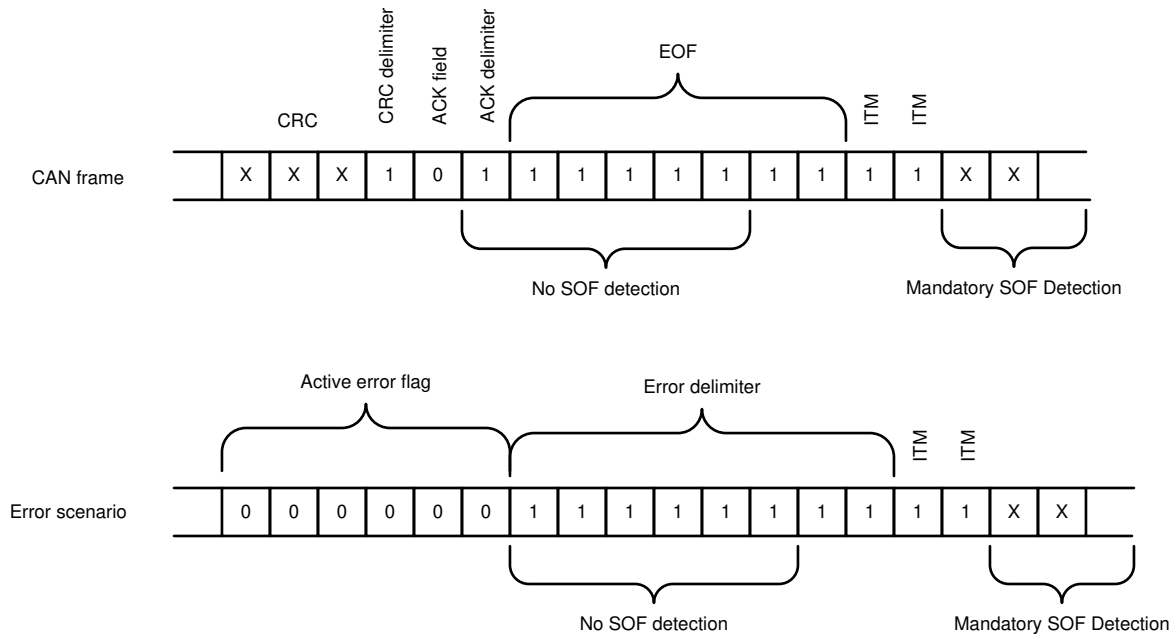 EOF
CRC delimiter
ACK field
ACK delimiter
ITM
ITM
CRC
CAN frame
X X X 1 0 1 1 1 1 1 1 1 1 1 1 X X
No SOF detection
Mandatory SOF Detection
Active error flag
Error delimiter
ITM
ITM
Error scenario
0 0 0 0 0 0 1 1 1 1 1 1 1 1 1 1 X X
No SOF detection
Mandatory SOF Detection